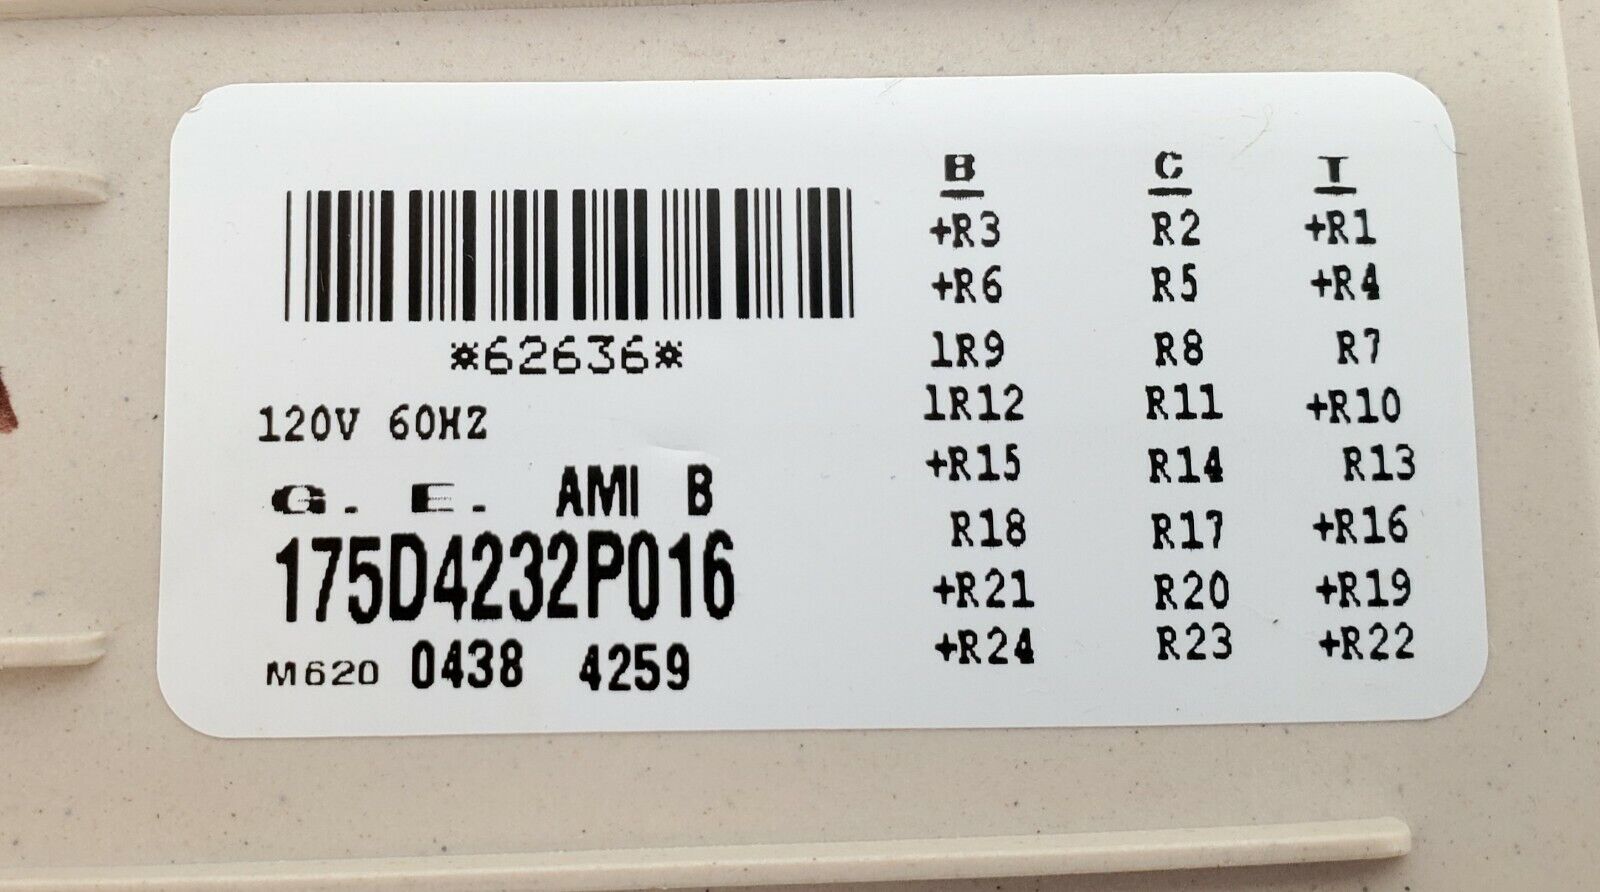 *62636*
120V 60HZ
G. E. AMI B
175D4232P016
M620 0438 4259
B C T
+R3 R2 +R1
+R6 R5 +R4
1R9 R8 R7
1R12 R11 +R10
+R15 R14 R13
R18 R17 +R16
+R21 R20 +R19
+R24 R23 +R22